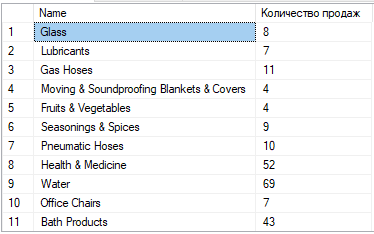 Name Количество продаж
1 Glass 8
2 Lubricants 7
3 Gas Hoses 11
4 Moving & Soundproofing Blankets & Covers 4
5 Fruits & Vegetables 4
6 Seasonings & Spices 9
7 Pneumatic Hoses 10
8 Health & Medicine 52
9 Water 69
10 Office Chairs 7
11 Bath Products 43